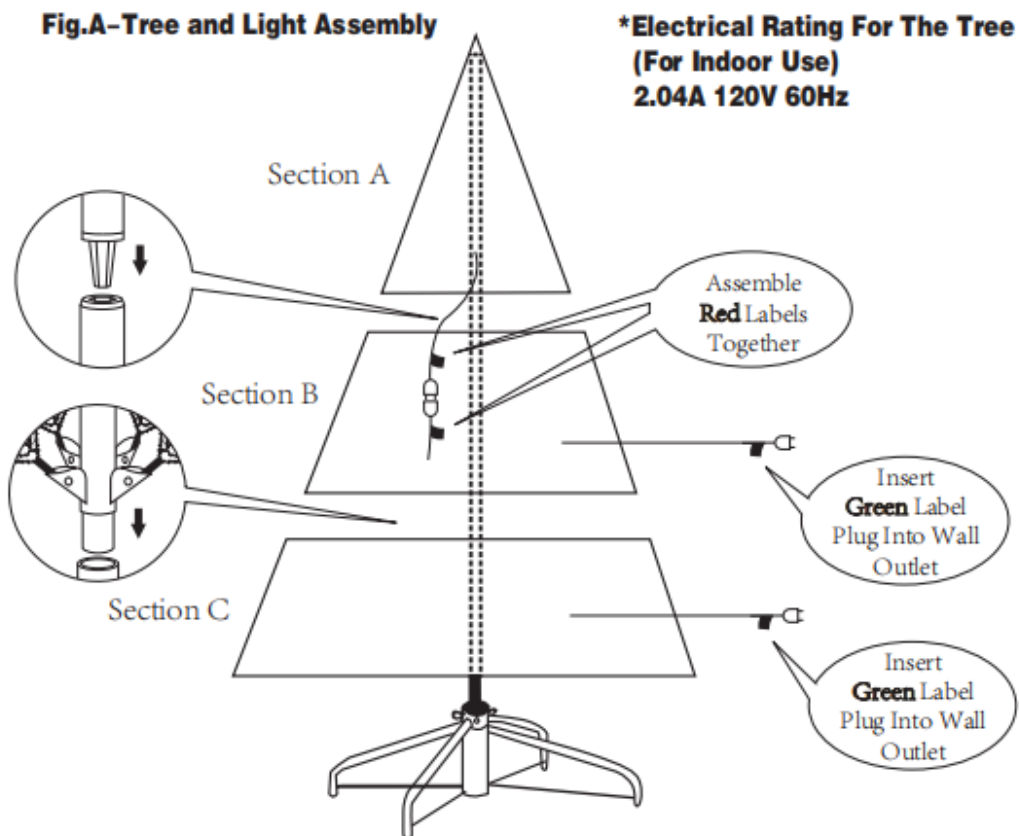 Fig.A–Tree and Light Assembly
*Electrical Rating For The Tree
(For Indoor Use)
2.04A 120V 60Hz
Section A
Assemble
Red Labels
Together
Section B
Insert
Green Label
Plug Into Wall
Outlet
Section C
Insert
Green Label
Plug Into Wall
Outlet